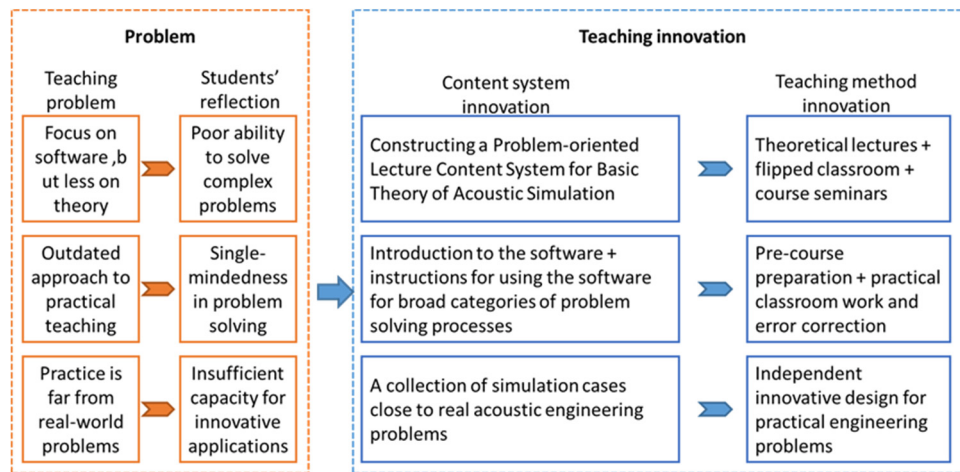 Problem
Teaching
problem
Students’
reflection
Focus on
software ,b
ut less on
theory
Poor ability
to solve
complex
problems
Outdated
approach to
practical
teaching
Single-
mindedness
in problem
solving
Practice is
far from
real-world
problems
Insufficient
capacity for
innovative
applications
Teaching innovation
Content system
innovation
Teaching method
innovation
Constructing a Problem-oriented
Lecture Content System for Basic
Theory of Acoustic Simulation
Theoretical lectures +
flipped classroom +
course seminars
Introduction to the software +
instructions for using the software
for broad categories of problem
solving processes
Pre-course
preparation + practical
classroom work and
error correction
A collection of simulation cases
close to real acoustic engineering
problems
Independent
innovative design for
practical engineering
problems